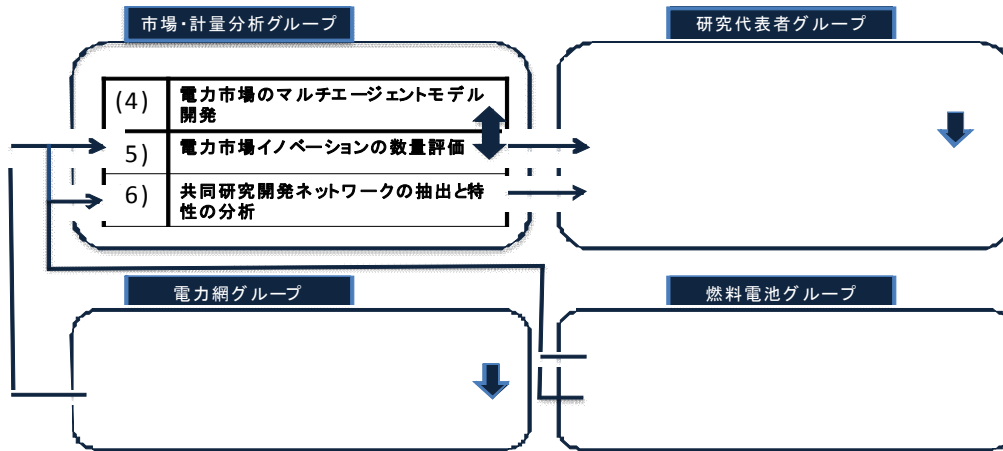 市場・計量分析グループ
研究代表者グループ
(4) 電力市場のマルチエージェントモデル
開発
5) 電力市場イノベーションの数量評価
6) 共同研究開発ネットワークの抽出と特
性の分析
電力網グループ
燃料電池グループ